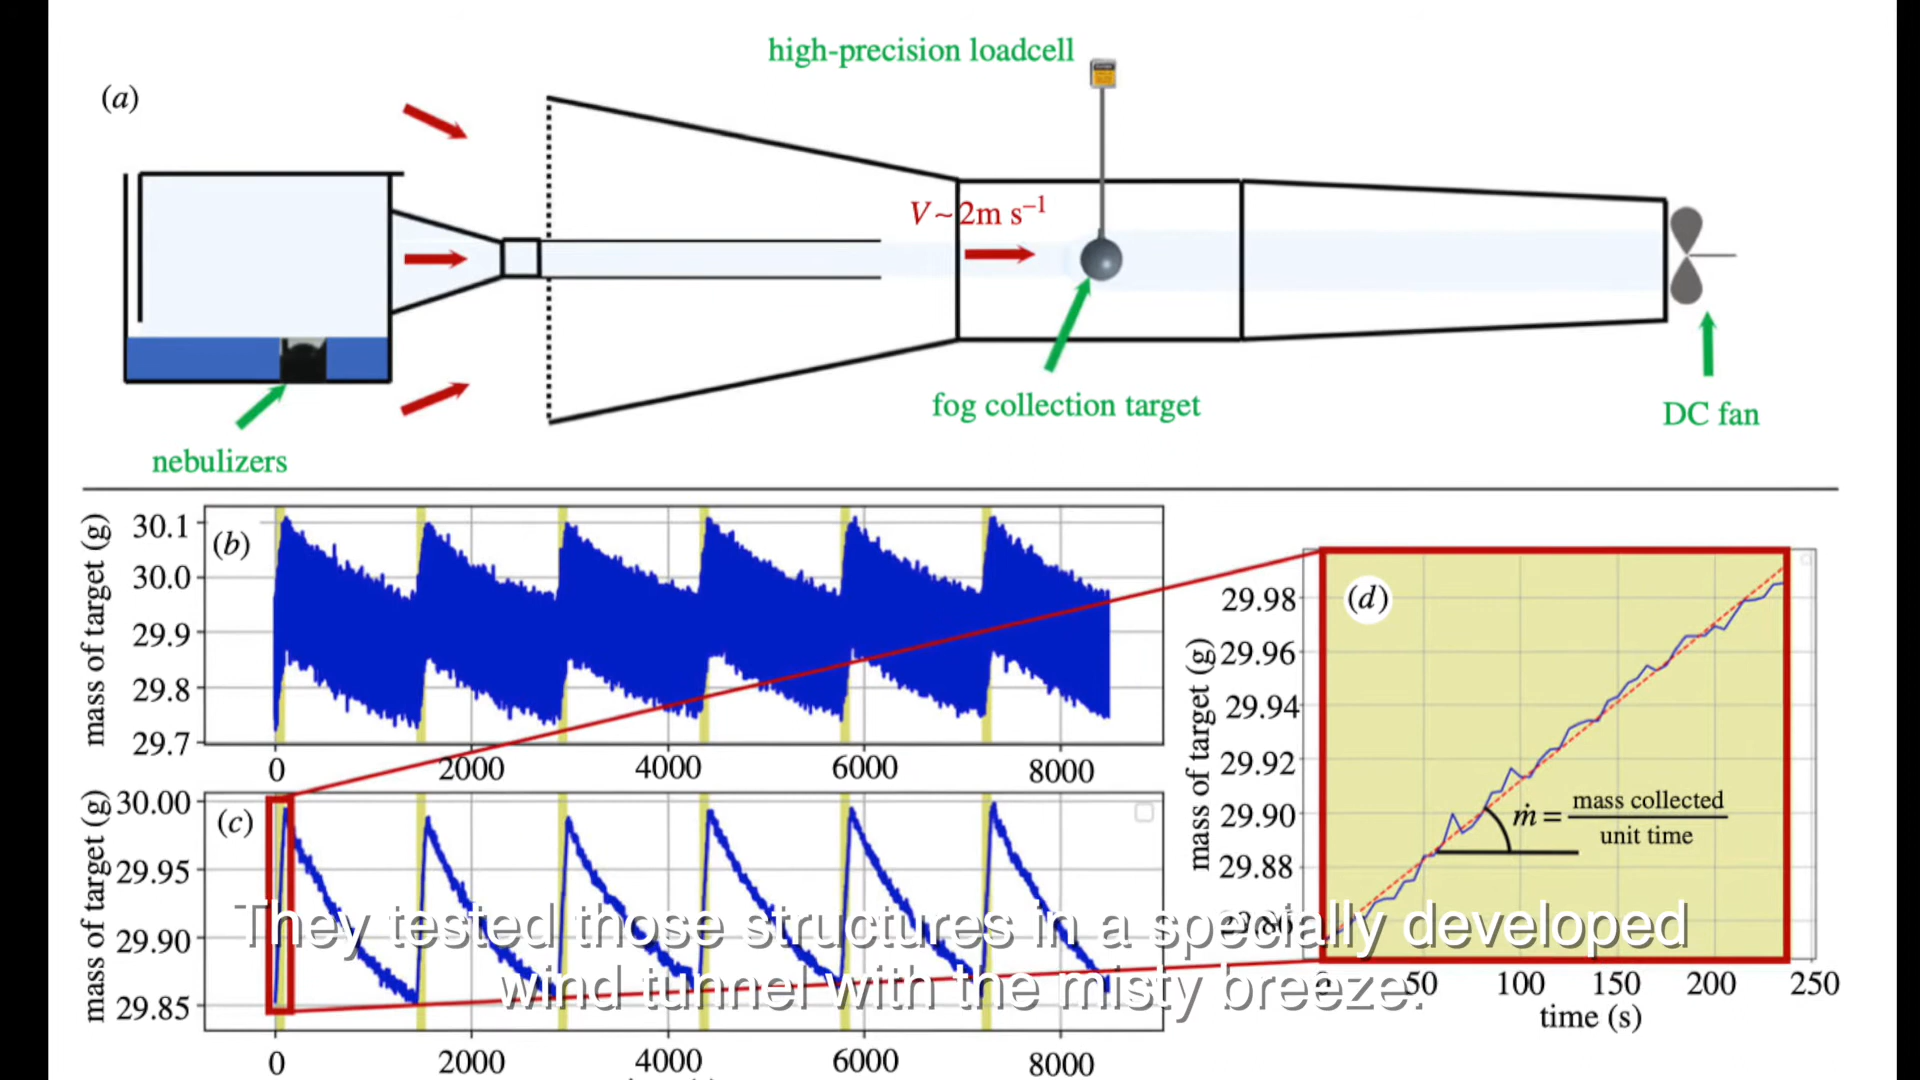 high-precision loadcell
(a)
V ~ 2m s⁻¹
fog collection target
DC fan
nebulizers
mass of target (g)
30.1
30.0
29.9
29.8
29.7
(b)
0 2000 4000 6000 8000
mass of target (g)
30.00
29.95
29.90
29.85
(c)
0 2000 4000 6000 8000
mass of target (g)
29.98
29.96
29.94
29.92
29.90
29.88
29.86
(d)
ṁ = mass collected
unit time
0 50 100 150 200 250
time (s)
They tested those structures in a specially developed
wind tunnel with the misty breeze.